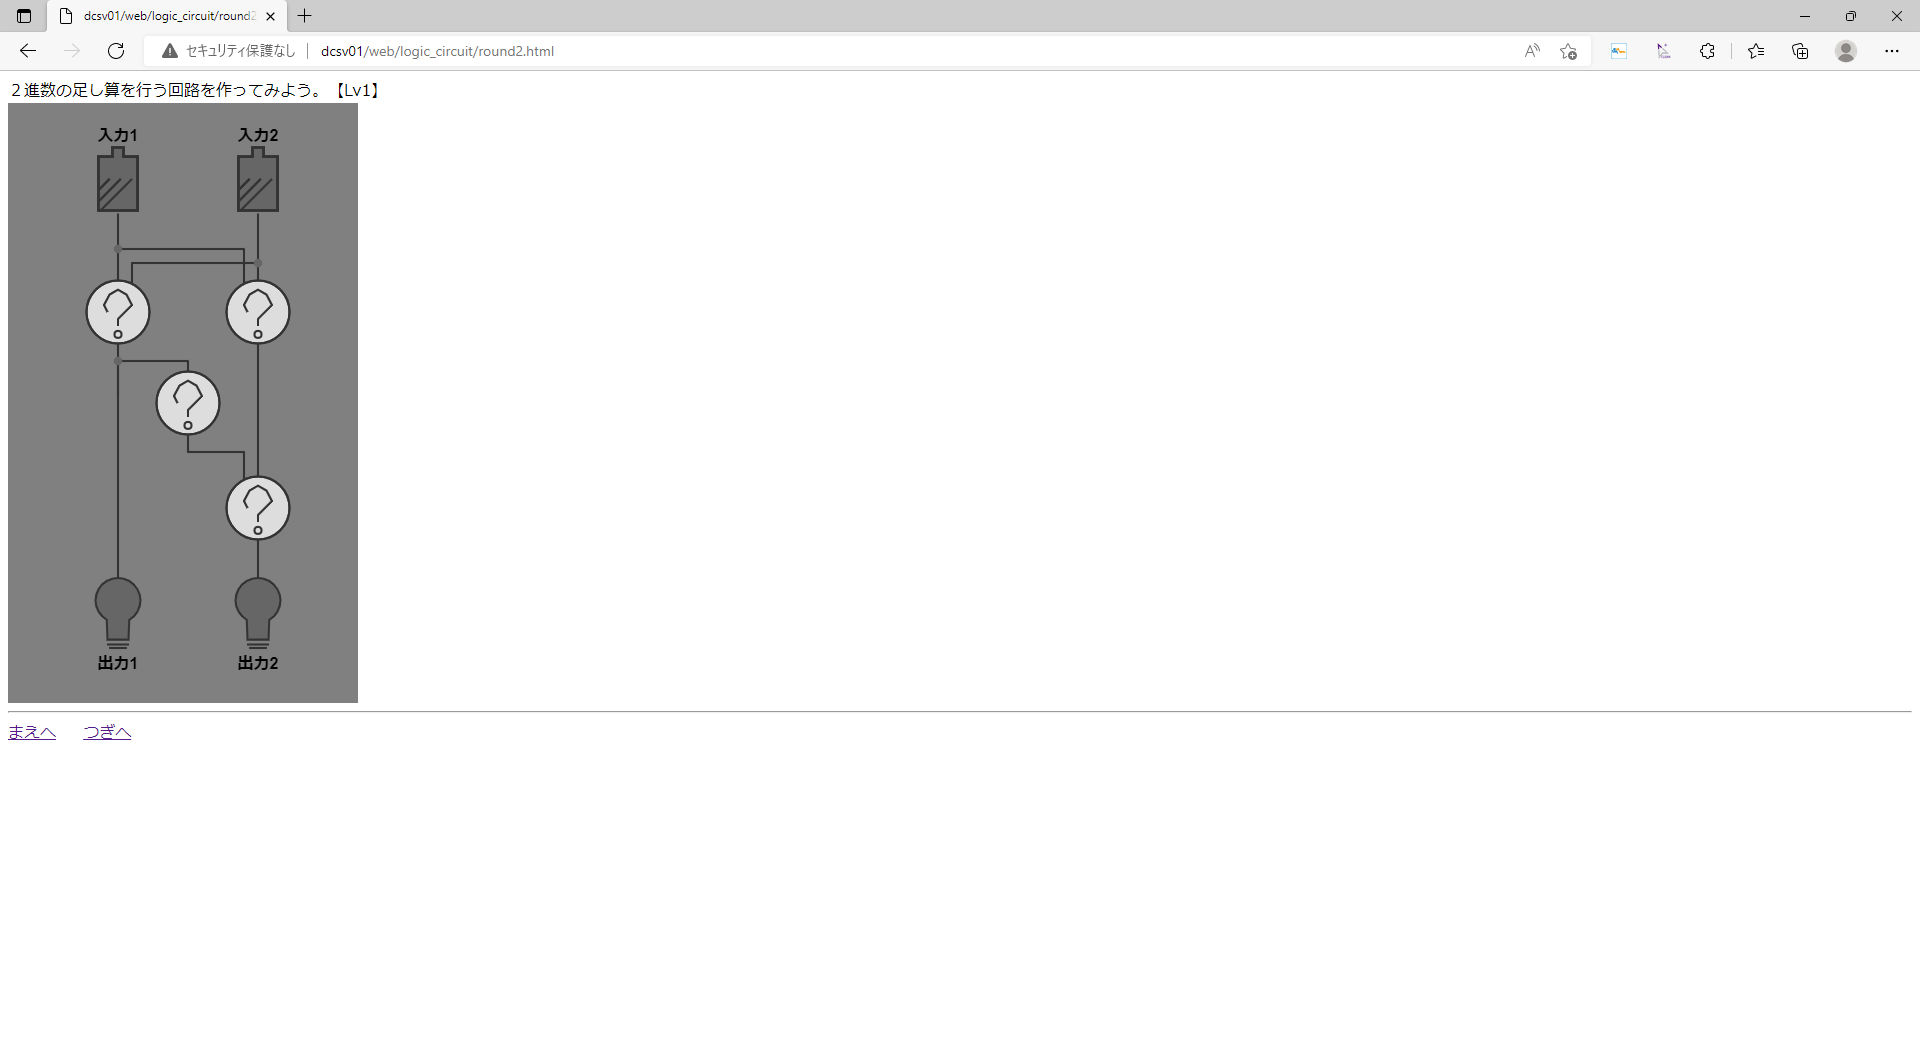 dcsv01/web/logic_circuit/round2
セキュリティ保護なし dcsv01/web/logic_circuit/round2.html
２進数の足し算を行う回路を作ってみよう。【Lv1】
入力1 入力2
出力1 出力2
まえへ つぎへ